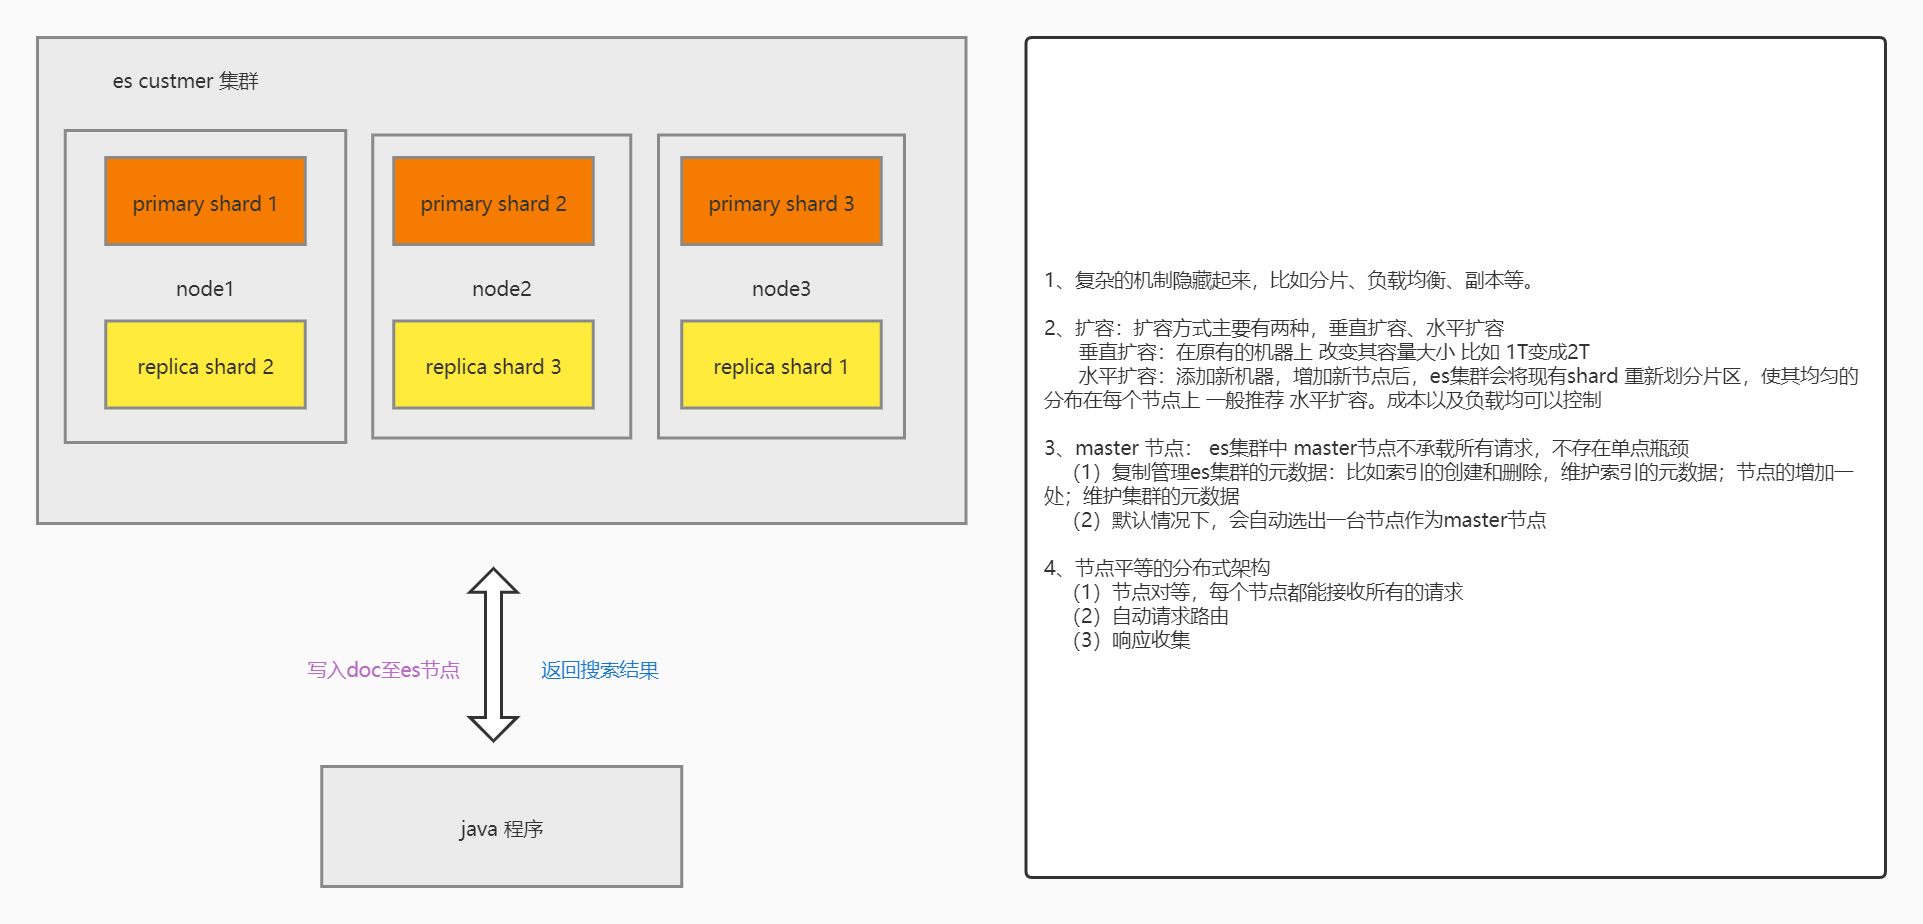 es custmer 集群
primary shard 1
primary shard 2
primary shard 3
node1
node2
node3
replica shard 2
replica shard 3
replica shard 1
写入doc至es节点
返回搜索结果
java 程序
1、复杂的机制隐藏起来，比如分片、负载均衡、副本等。
2、扩容：扩容方式主要有两种，垂直扩容、水平扩容
垂直扩容：在原有的机器上 改变其容量大小 比如 1T变成2T
水平扩容：添加新机器，增加新节点后，es集群会将现有shard 重新划分片区，使其均匀的
分布在每个节点上 一般推荐 水平扩容。成本以及负载均可以控制
3、master 节点： es集群中 master节点不承载所有请求，不存在单点瓶颈
（1）复制管理es集群的元数据：比如索引的创建和删除，维护索引的元数据；节点的增加一
处；维护集群的元数据
（2）默认情况下，会自动选出一台节点作为master节点
4、节点平等的分布式架构
（1）节点对等，每个节点都能接收所有的请求
（2）自动请求路由
（3）响应收集